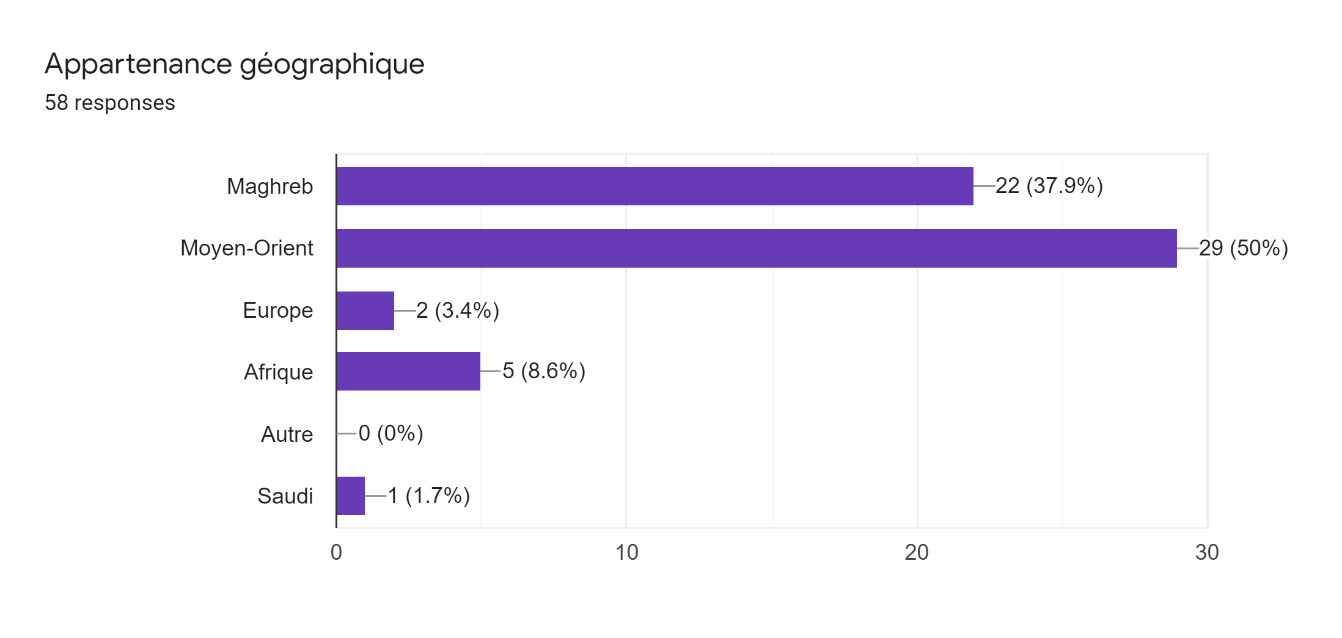 Appartenance géographique
58 responses
Maghreb 22 (37.9%)
Moyen-Orient 29 (50%)
Europe 2 (3.4%)
Afrique 5 (8.6%)
Autre 0 (0%)
Saudi 1 (1.7%)
0 10 20 30